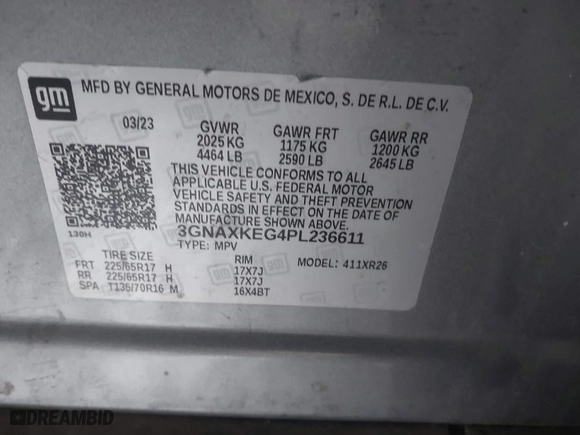 gm
MFD BY GENERAL MOTORS DE MEXICO, S. DE R.L. DE C.V.
03/23 GVWR GAWR FRT GAWR RR
2025 KG 1175 KG 1200 KG
4464 LB 2590 LB 2645 LB
THIS VEHICLE CONFORMS TO ALL
APPLICABLE U.S. FEDERAL MOTOR
VEHICLE SAFETY AND THEFT PREVENTION
STANDARDS IN EFFECT ON THE DATE OF
MANUFACTURE SHOWN ABOVE.
130H 3GNAXKEG4PL236611
TYPE: MPV
TIRE SIZE RIM MODEL: 411XR26
FRT 225/65R17 H 17X7J
RR 225/65R17 H 17X7J
SPA T135/70R16 M 16X4BT
DREAMBID